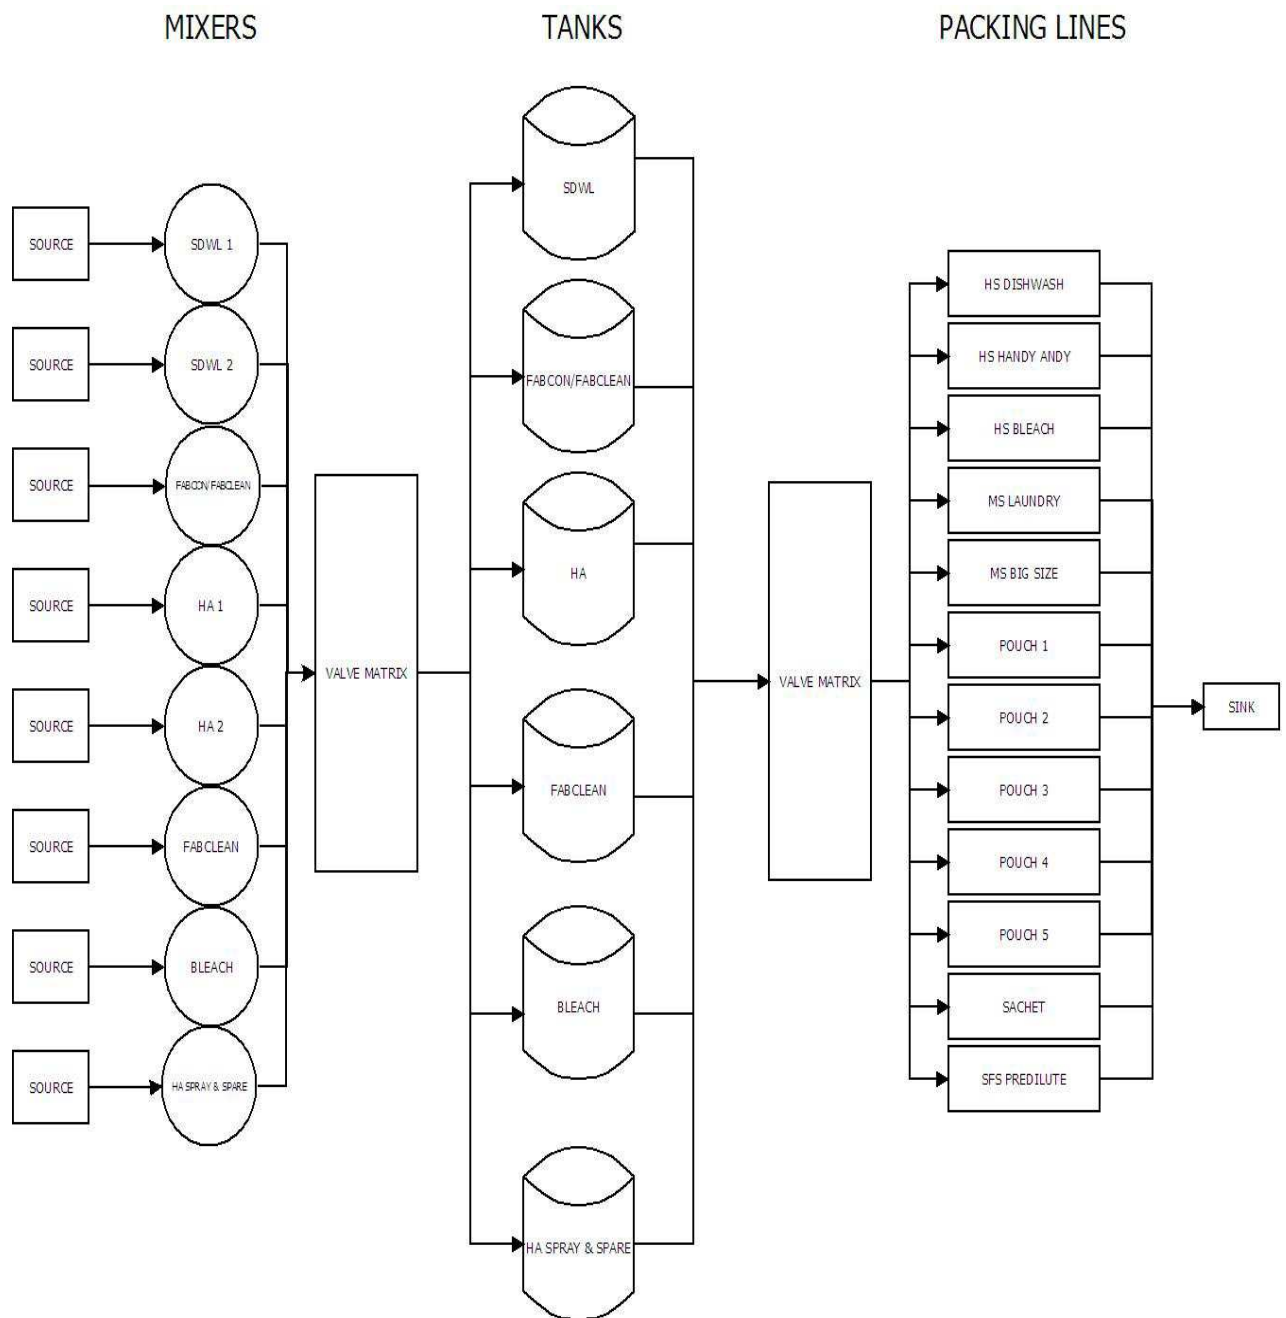 MIXERS
TANKS
PACKING LINES
SOURCE
SDWL 1
SOURCE
SDWL 2
SOURCE
FABCON/FABCLEAN
SOURCE
HA 1
SOURCE
HA 2
SOURCE
FABCLEAN
SOURCE
BLEACH
SOURCE
HA SPRAY & SPARE
VALVE MATRIX
SDWL
FABCON/FABCLEAN
HA
FABCLEAN
BLEACH
HA SPRAY & SPARE
VALVE MATRIX
HS DISHWASH
HS HANDY ANDY
HS BLEACH
MS LAUNDRY
MS BIG SIZE
POUCH 1
POUCH 2
POUCH 3
POUCH 4
POUCH 5
SACHET
SFS PREDILUTE
SINK